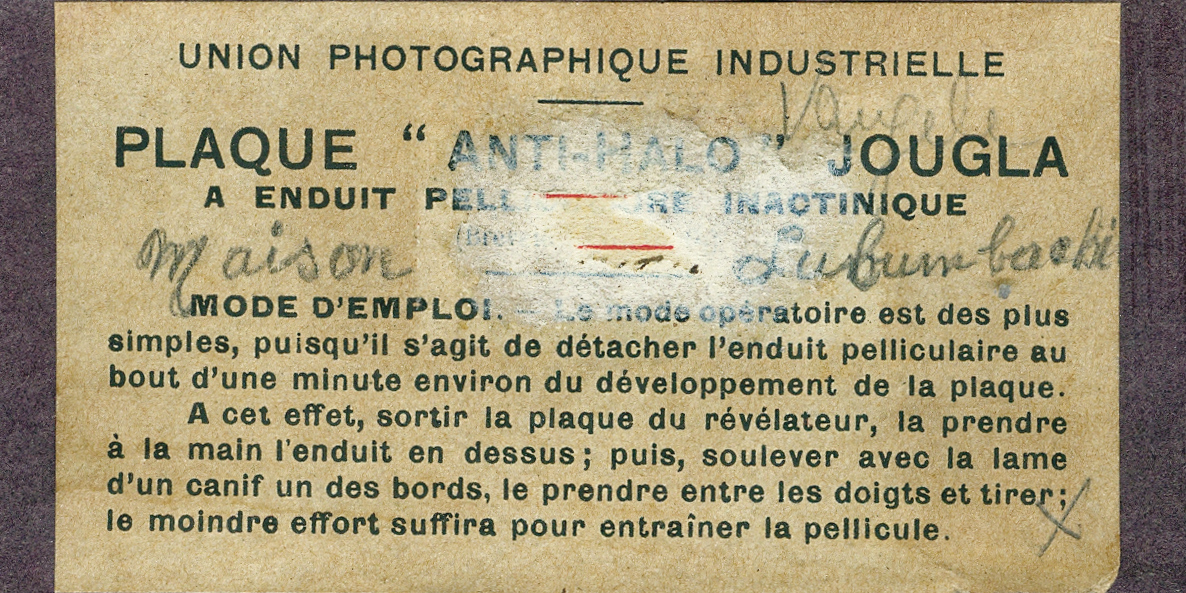 UNION PHOTOGRAPHIQUE INDUSTRIELLE
PLAQUE “ANTI-HALO” JOUGLA
A ENDUIT INACTINIQUE
Maison Lubumbashi
MODE D'EMPLOI. — Le mode opératoire est des plus
simples, puisqu'il s'agit de détacher l'enduit pelliculaire au
bout d'une minute environ du développement de la plaque.
A cet effet, sortir la plaque du révélateur, la prendre
à la main l'enduit en dessus; puis, soulever avec la lame
d'un canif un des bords, le prendre entre les doigts et tirer;
le moindre effort suffira pour entraîner la pellicule.